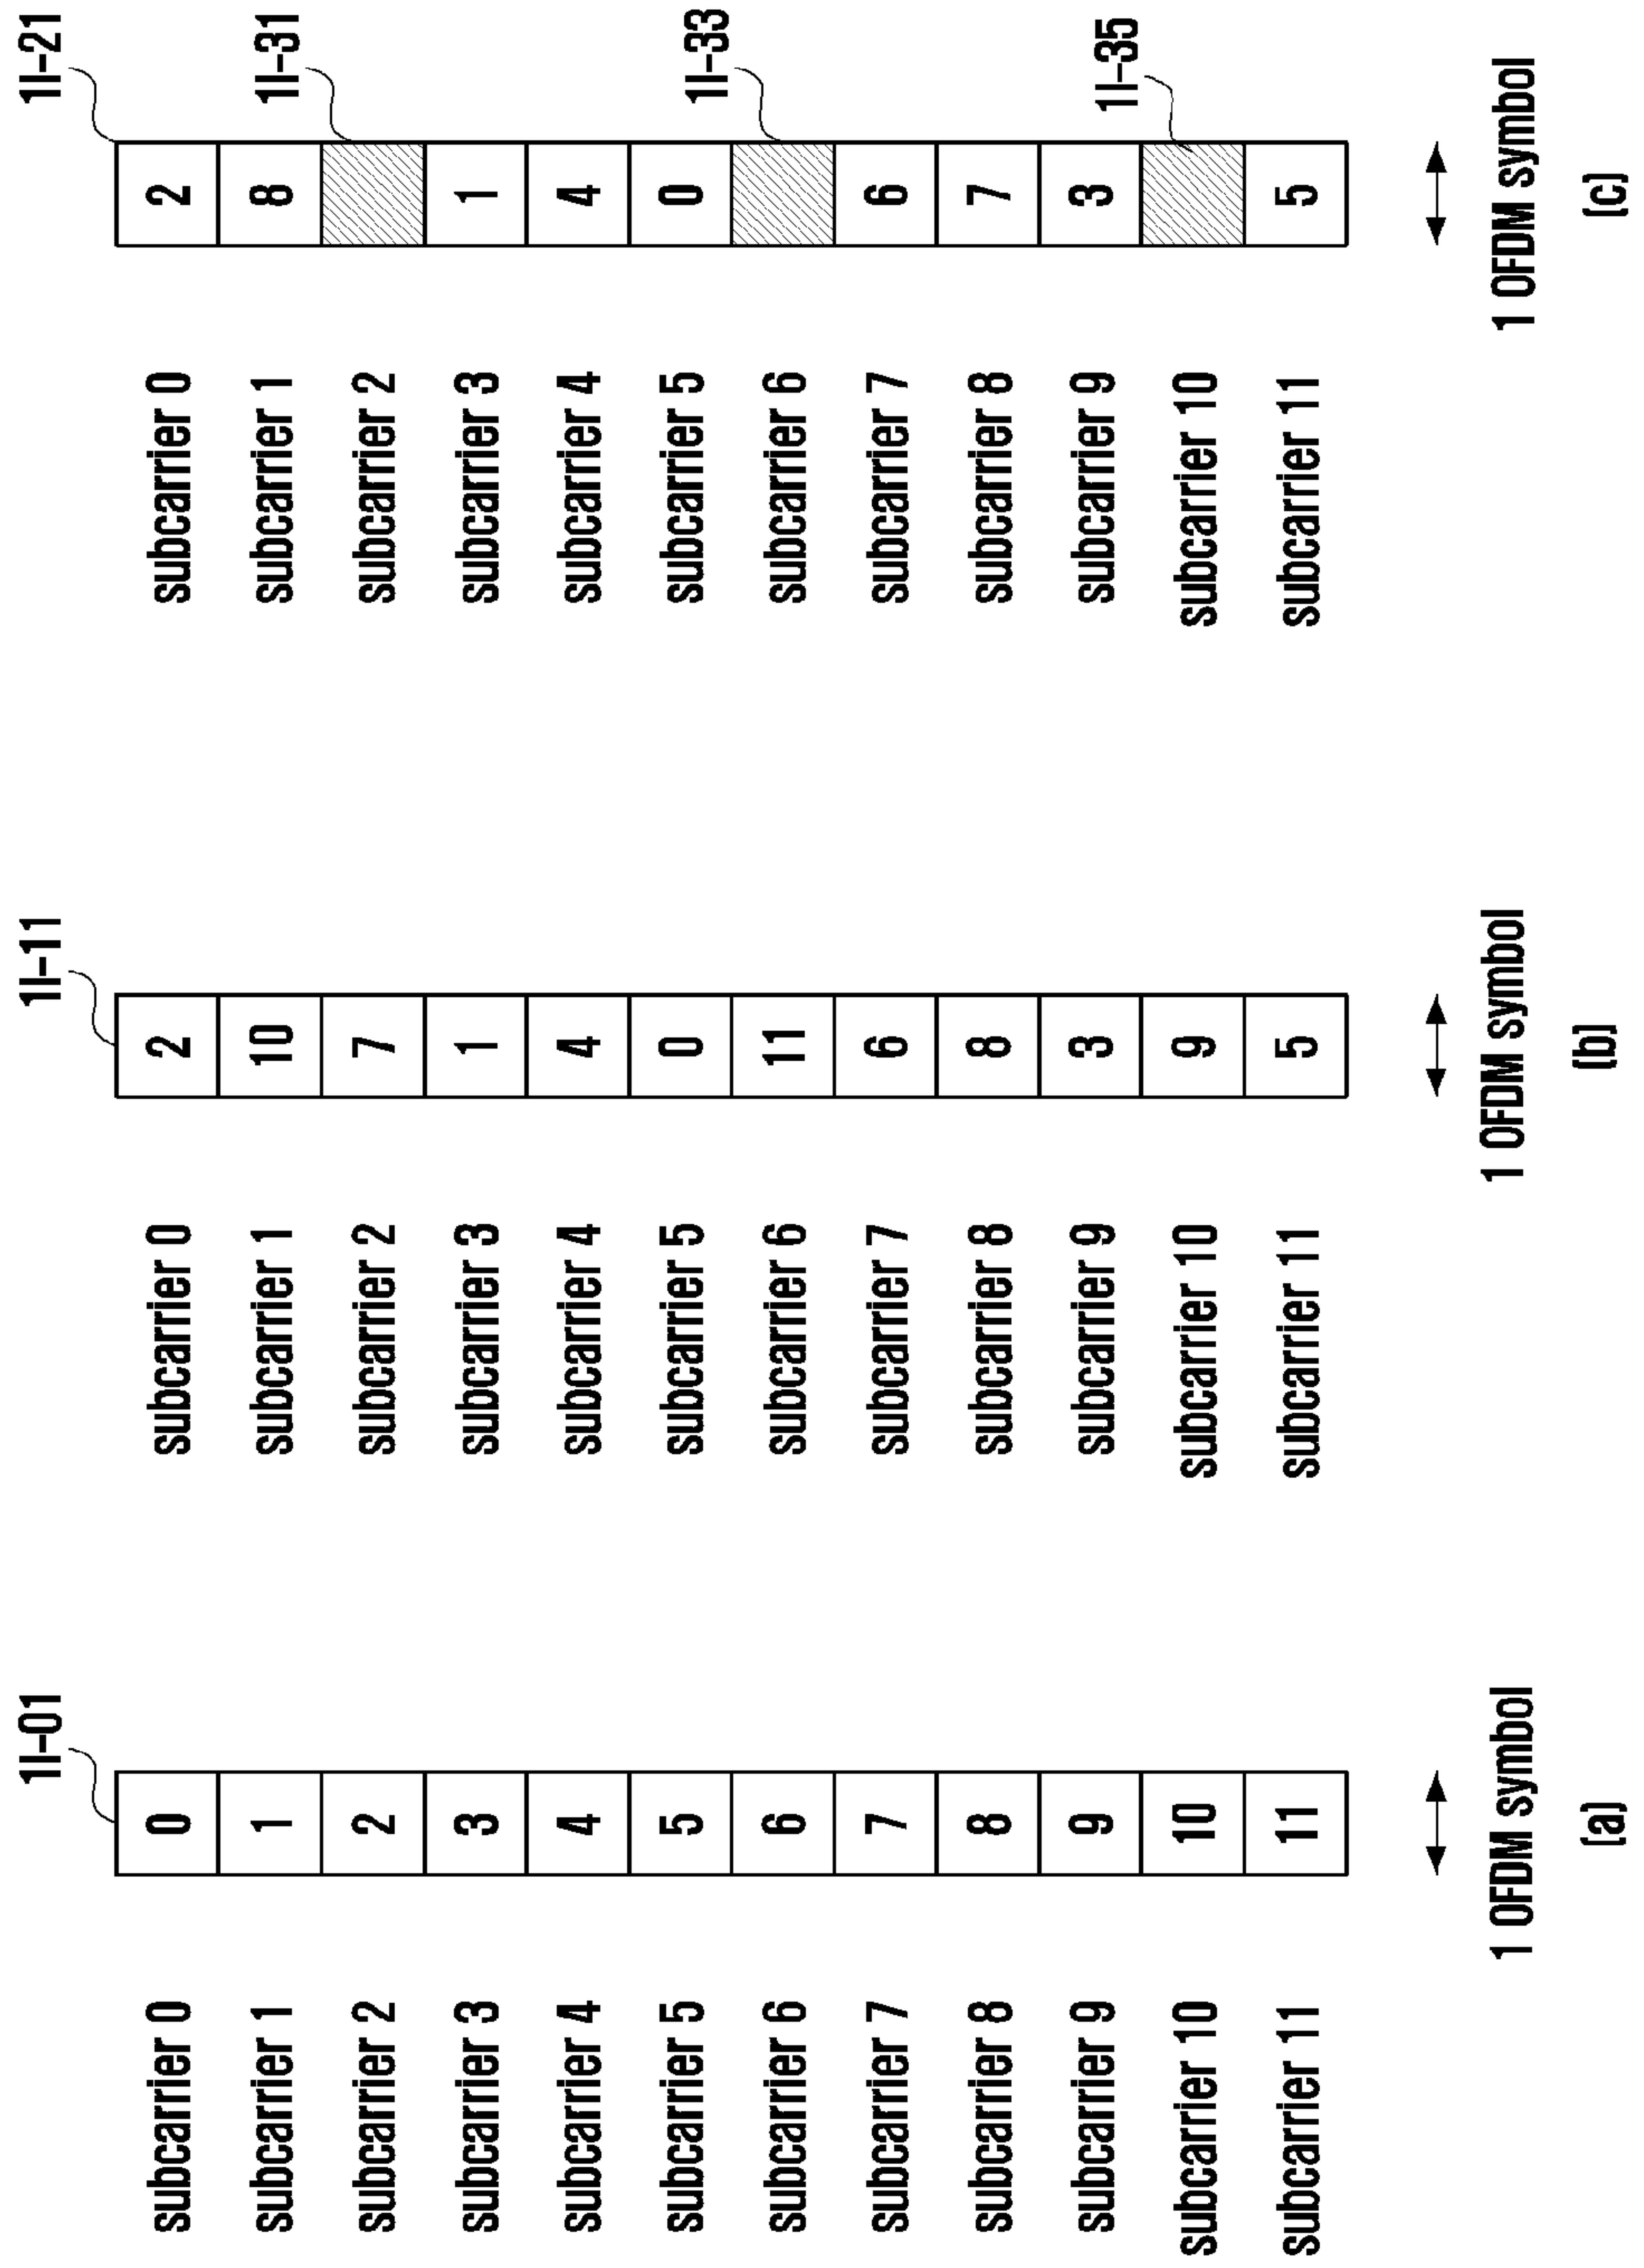 1I-01 1I-11 1I-21
subcarrier 0 0 subcarrier 0 2 subcarrier 0 2
subcarrier 1 1 subcarrier 1 10 subcarrier 1 8 1I-31
subcarrier 2 2 subcarrier 2 7 subcarrier 2
subcarrier 3 3 subcarrier 3 1 subcarrier 3 1
subcarrier 4 4 subcarrier 4 4 subcarrier 4 4
subcarrier 5 5 subcarrier 5 0 subcarrier 5 0 1I-33
subcarrier 6 6 subcarrier 6 11 subcarrier 6
subcarrier 7 7 subcarrier 7 6 subcarrier 7 6
subcarrier 8 8 subcarrier 8 8 subcarrier 8 7
subcarrier 9 9 subcarrier 9 3 subcarrier 9 3 1I-35
subcarrier 10 10 subcarrier 10 9 subcarrier 10
subcarrier 11 11 subcarrier 11 5 subcarrier 11 5
1 OFDM symbol 1 OFDM symbol 1 OFDM symbol
(a) (b) (c)